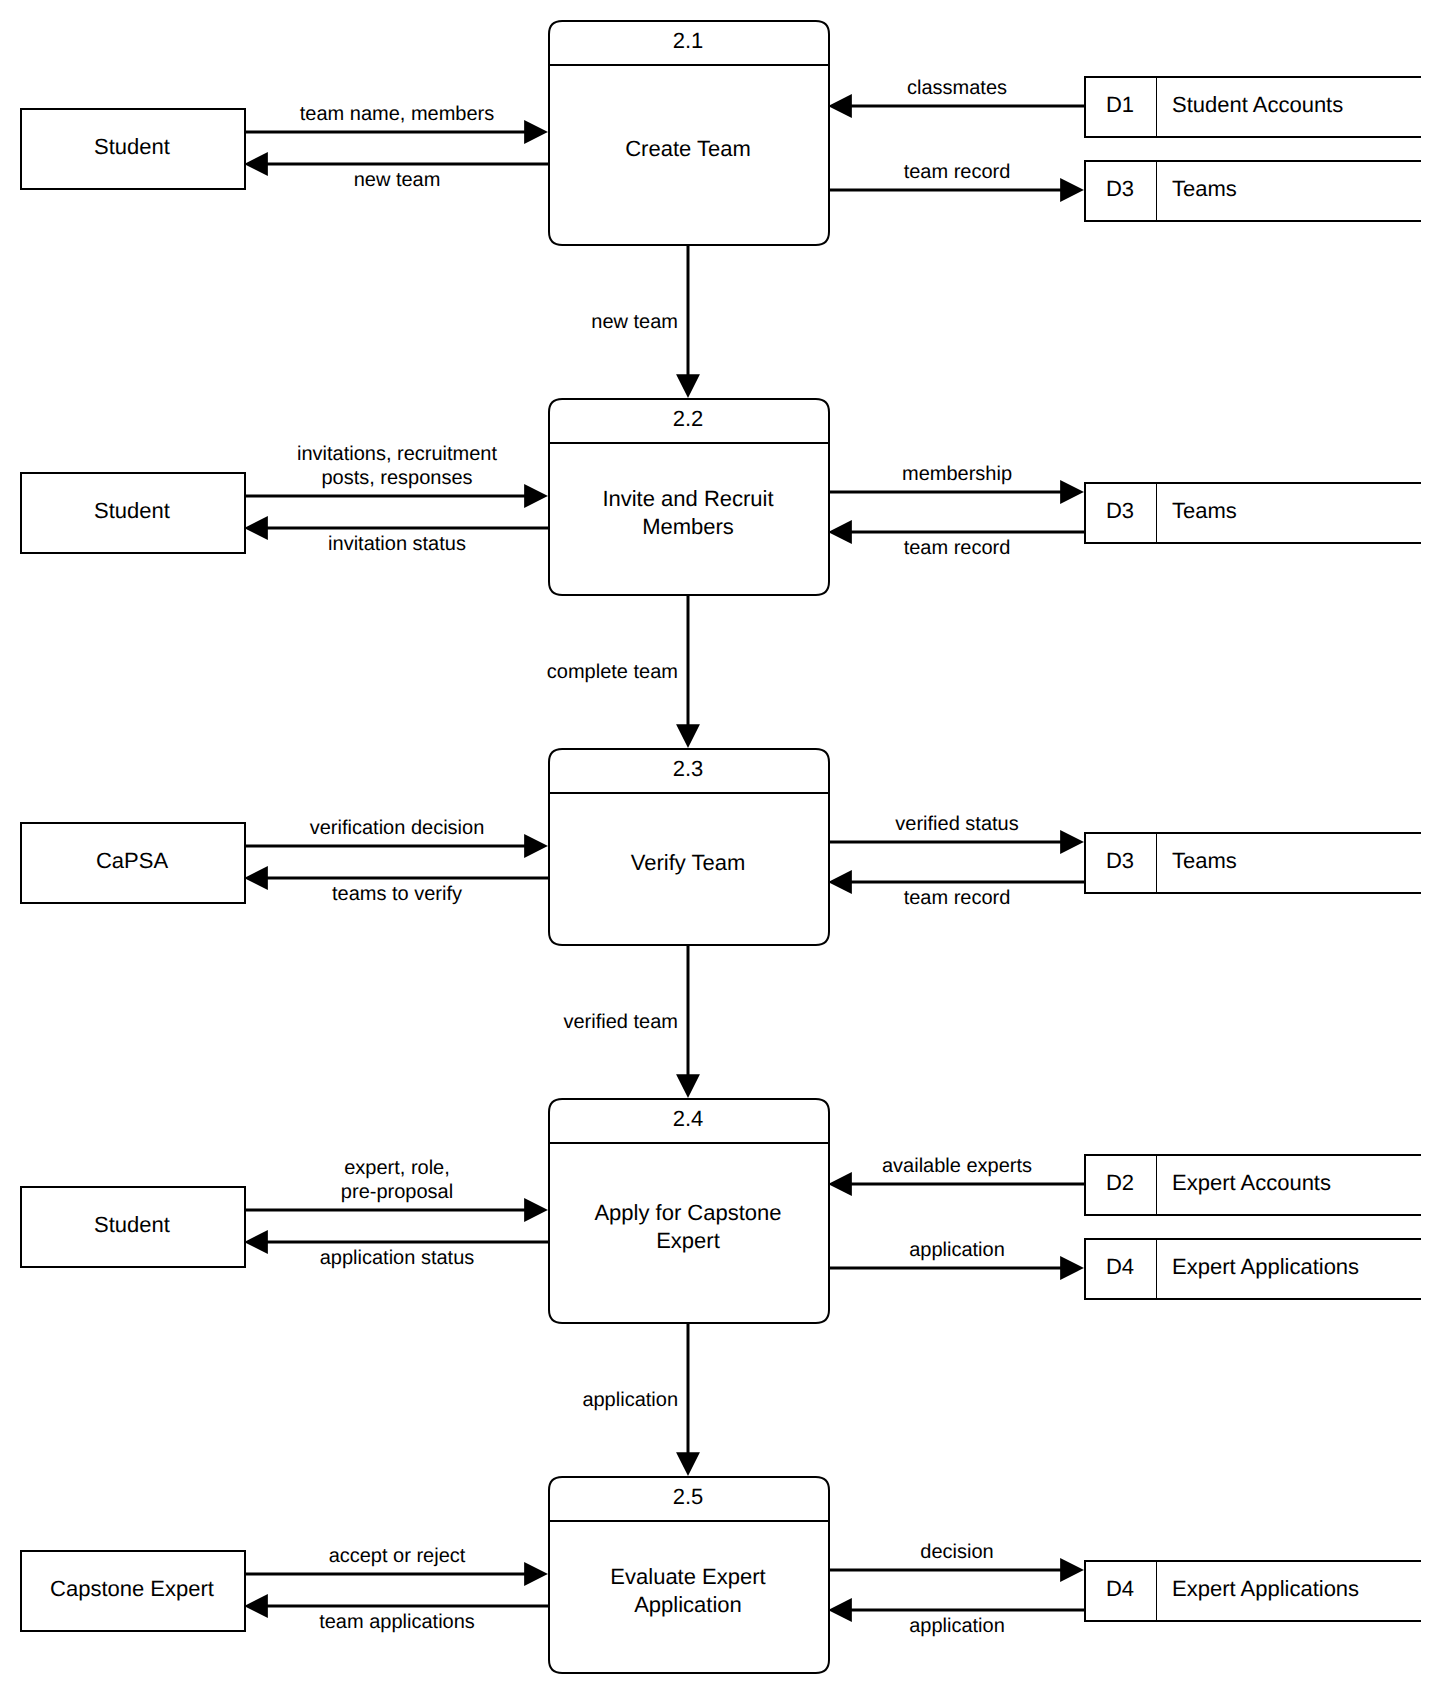 2.1
Create Team
Student
team name, members
new team
classmates
D1 Student Accounts
team record
D3 Teams
new team
2.2
Invite and Recruit
Members
Student
invitations, recruitment
posts, responses
invitation status
membership
D3 Teams
team record
complete team
2.3
Verify Team
CaPSA
verification decision
teams to verify
verified status
D3 Teams
team record
verified team
2.4
Apply for Capstone
Expert
Student
expert, role,
pre-proposal
application status
available experts
D2 Expert Accounts
application
D4 Expert Applications
application
2.5
Evaluate Expert
Application
Capstone Expert
accept or reject
team applications
decision
D4 Expert Applications
application